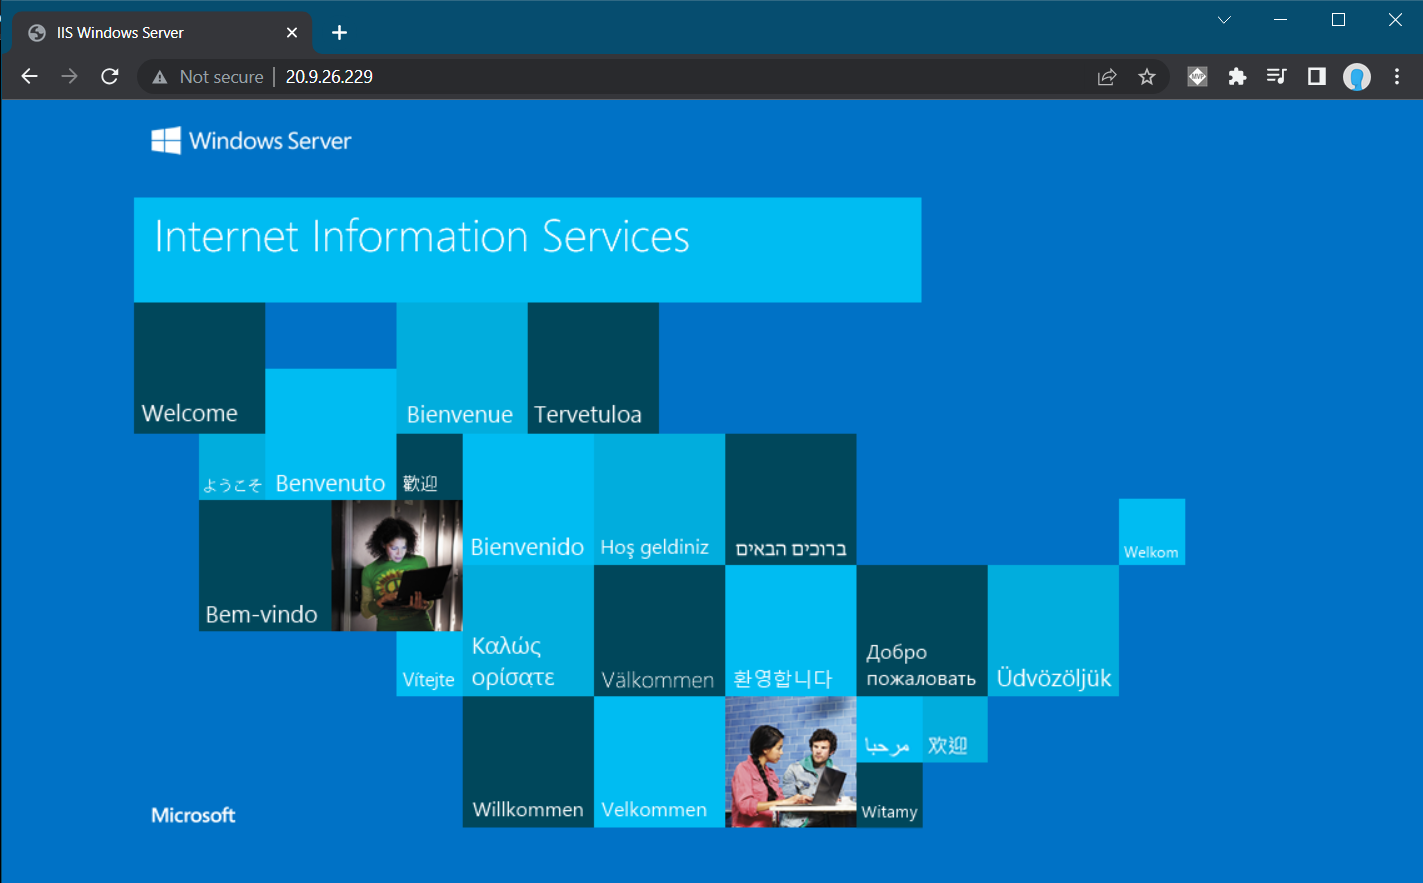 IIS Windows Server
Not secure
20.9.26.229
MVP
Windows Server
Internet Information Services
Welcome
Bienvenue
Tervetuloa
ようこそ
Benvenuto
歡迎
Bienvenido
Hoş geldiniz
ברוכים הבאים
Welkom
Bem-vindo
Vítejte
Καλώς
ορίσατε
Välkommen
환영합니다
Добро
пожаловать
Üdvözöljük
مرحبا
欢迎
Willkommen
Velkommen
Witamy
Microsoft